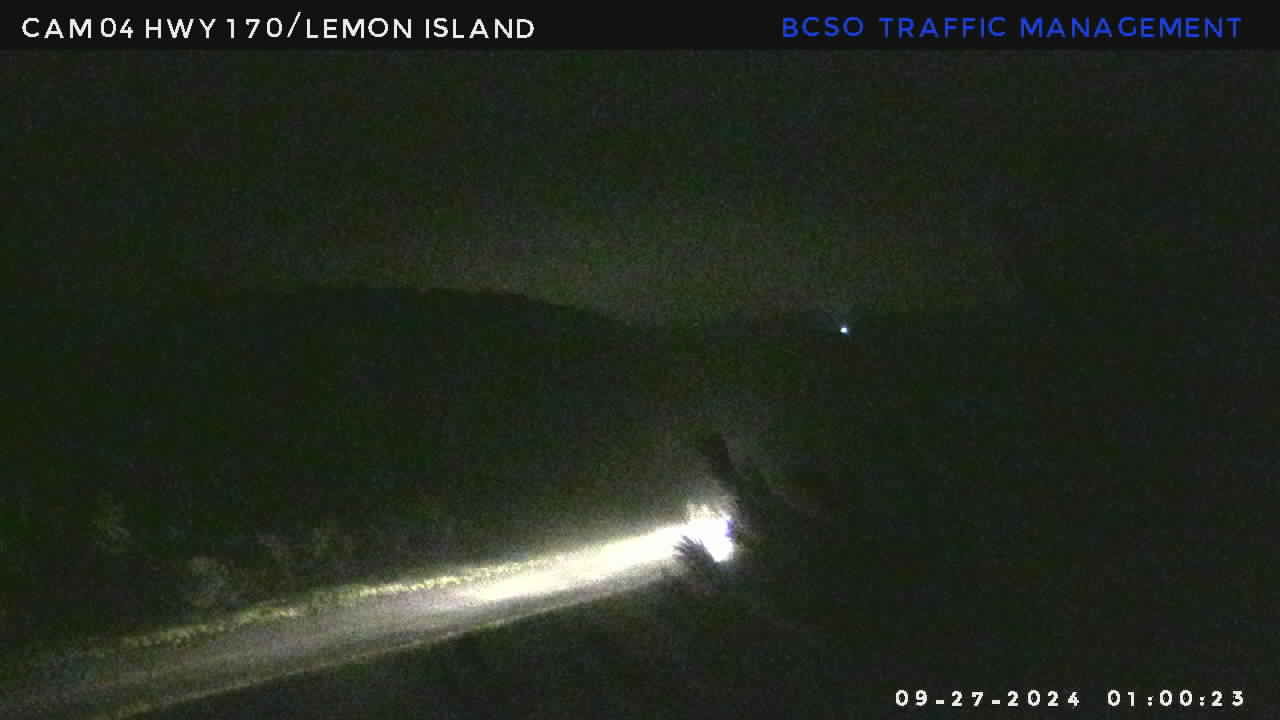 CAM04 HWY 170/LEMON ISLAND
BCSO TRAFFIC MANAGEMENT
09-27-2024 01:00:23